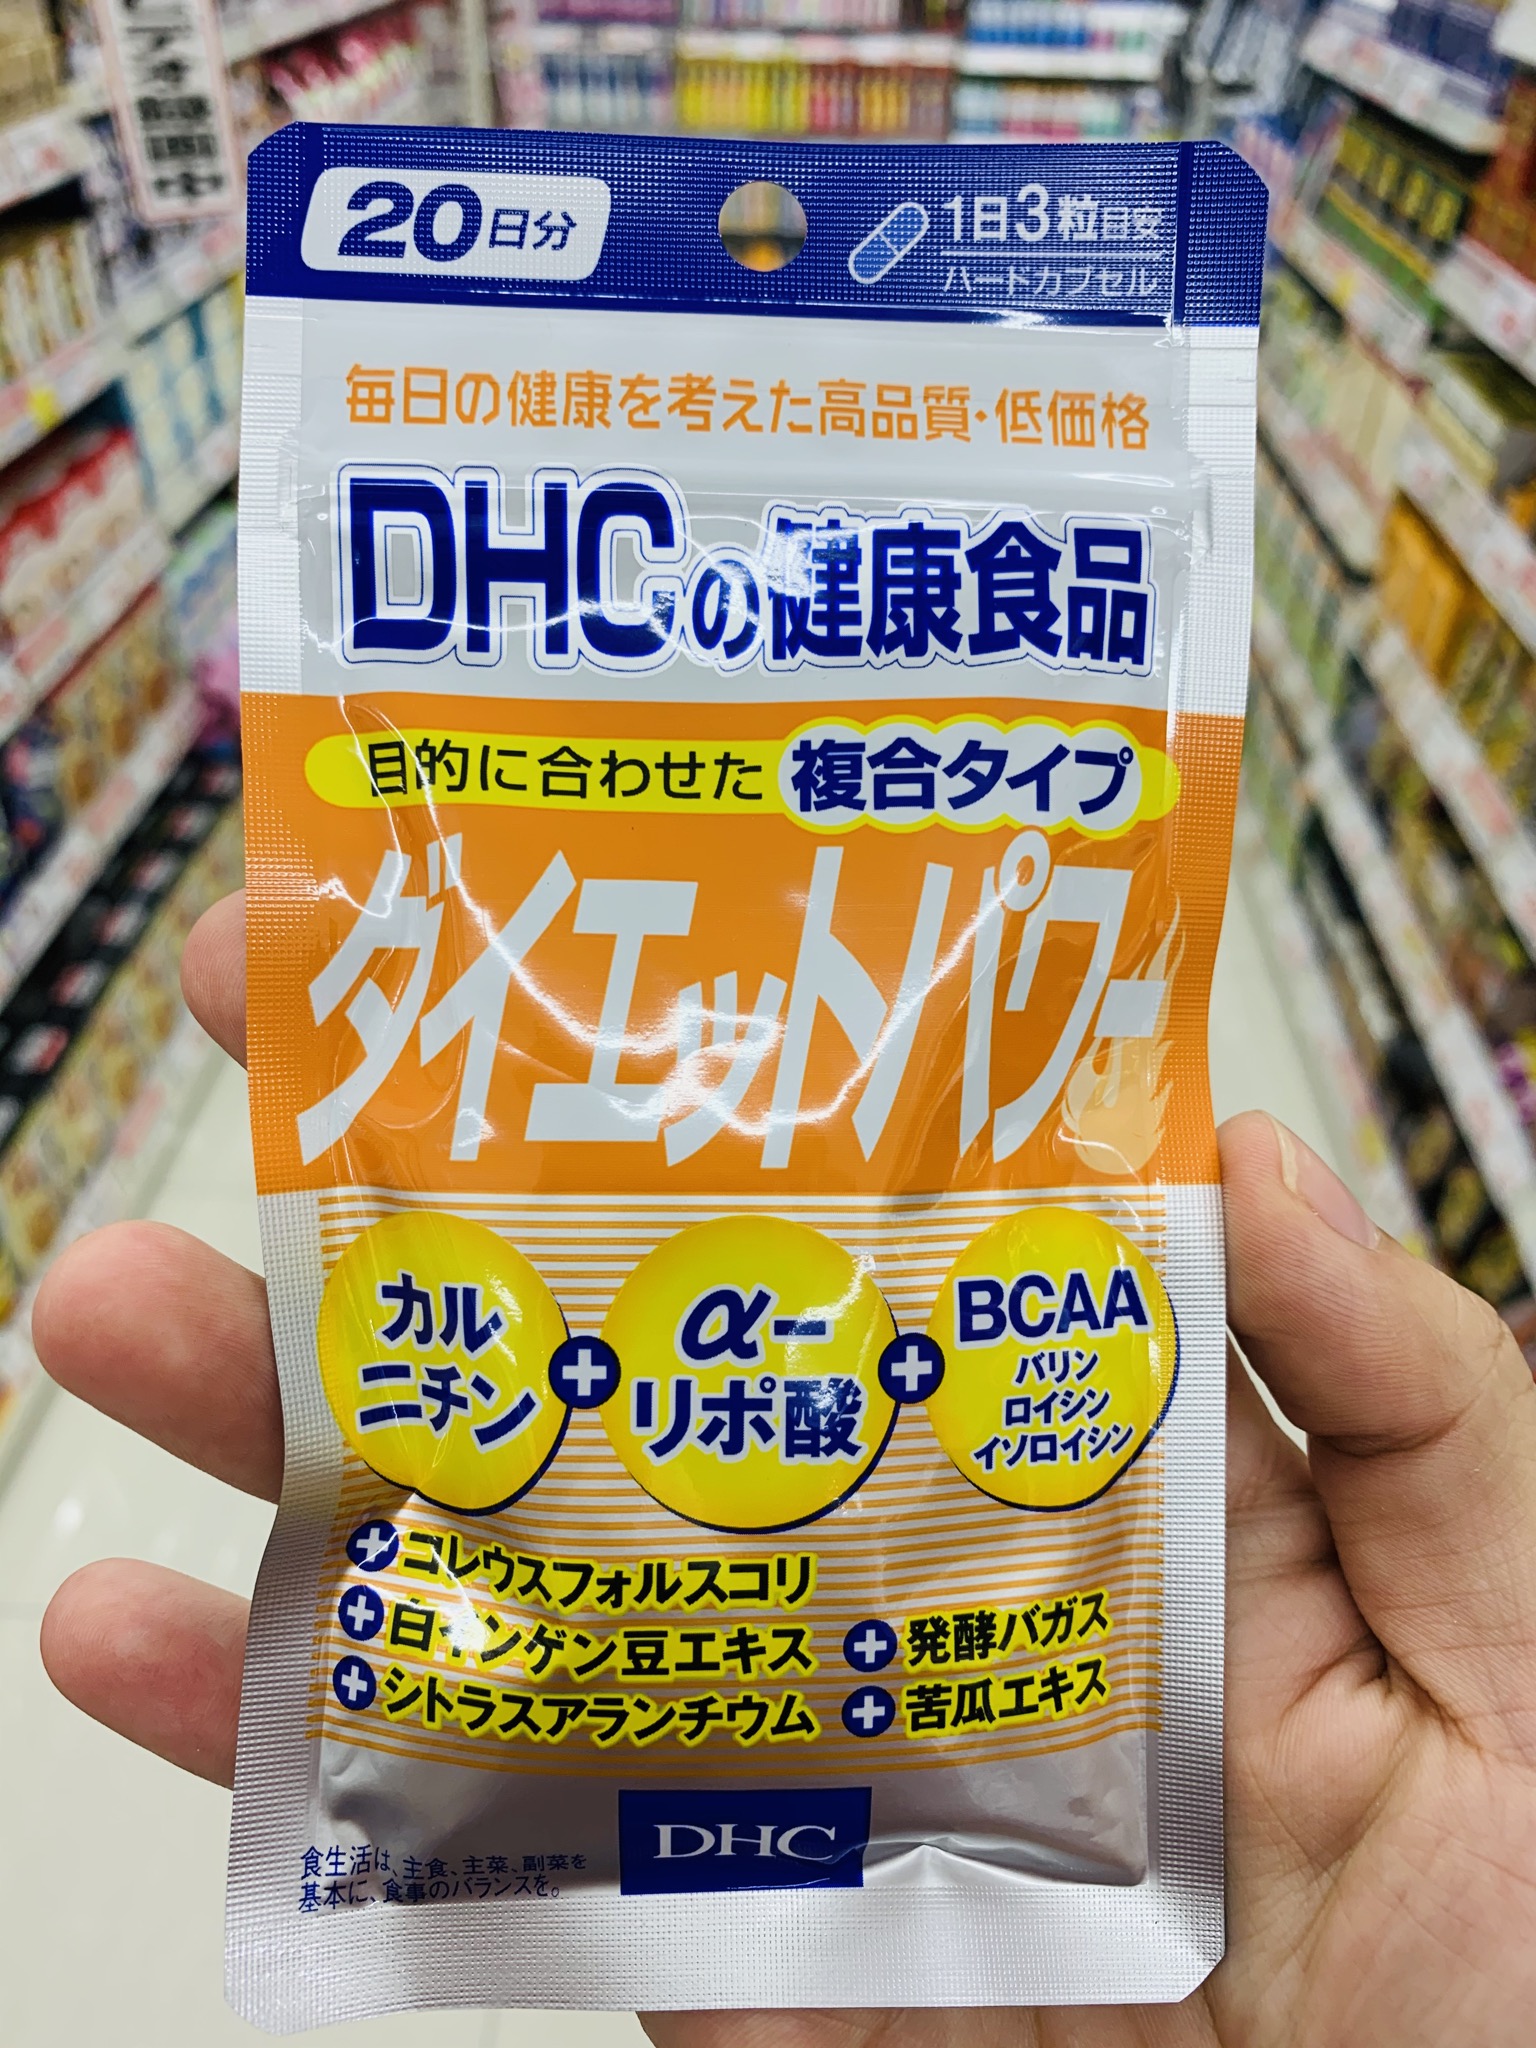 20日分
1日3粒目安
ハードカプセル
毎日の健康を考えた高品質・低価格
DHCの健康食品
目的に合わせた 複合タイプ
ダイエットパワー
カル
ニチン
+
α-
リポ酸
+
BCAA
バリン
ロイシン
イソロイシン
+コレウスフォルスコリ
+白インゲン豆エキス
+シトラスアランチウム
+発酵バガス
+苦瓜エキス
DHC
食生活は、主食、主菜、副菜を
基本に、食事のバランスを。